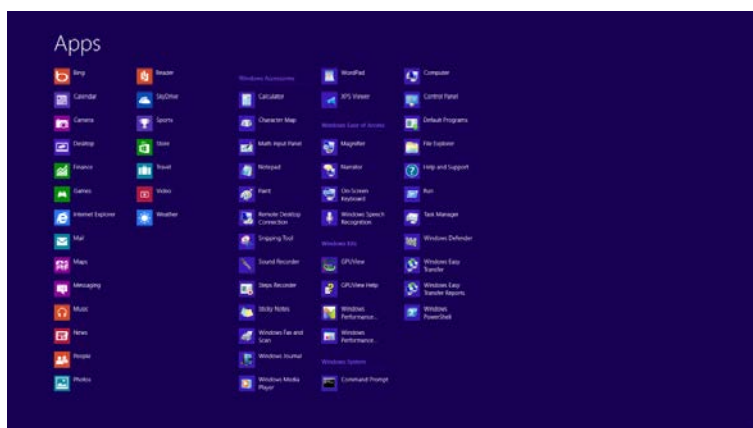 Apps
Bing
Calendar
Camera
Desktop
Finance
Games
Internet Explorer
Mail
Maps
Messaging
Music
News
People
Photos
Reader
SkyDrive
Sports
Store
Travel
Video
Weather
Windows Accessories
Calculator
Character Map
Math Input Panel
Notepad
Paint
Remote Desktop
Connection
Snipping Tool
Sound Recorder
Steps Recorder
Sticky Notes
Windows Fax and
Scan
Windows Journal
Windows Media
Player
WordPad
XPS Viewer
Windows Ease of Access
Magnifier
Narrator
On-Screen
Keyboard
Windows Speech
Recognition
Windows Kits
GPUView
GPUView Help
Windows
Performance...
Windows
Performance...
Windows System
Command Prompt
Computer
Control Panel
Default Programs
File Explorer
Help and Support
Run
Task Manager
Windows Defender
Windows Easy
Transfer
Windows Easy
Transfer Reports
Windows
PowerShell